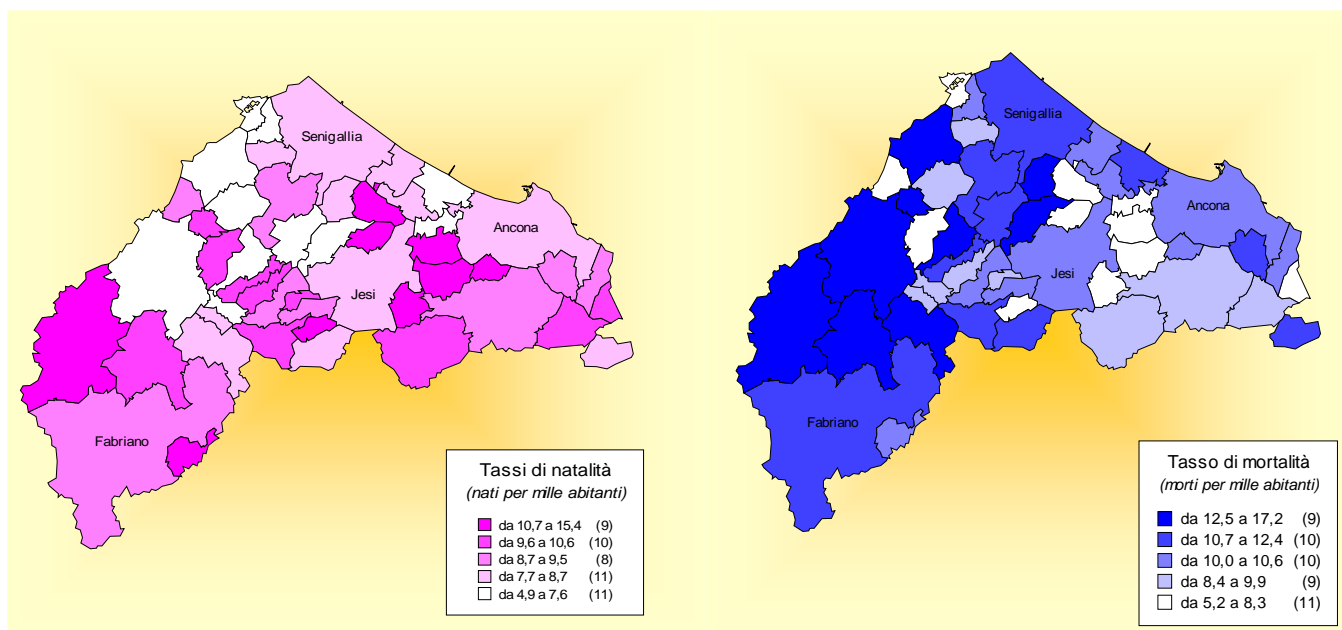 Senigallia
Ancona
Jesi
Fabriano
Tassi di natalità
(nati per mille abitanti)
da 10,7 a 15,4 (9)
da 9,6 a 10,6 (10)
da 8,7 a 9,5 (8)
da 7,7 a 8,7 (11)
da 4,9 a 7,6 (11)
Senigallia
Ancona
Jesi
Fabriano
Tasso di mortalità
(morti per mille abitanti)
da 12,5 a 17,2 (9)
da 10,7 a 12,4 (10)
da 10,0 a 10,6 (10)
da 8,4 a 9,9 (9)
da 5,2 a 8,3 (11)